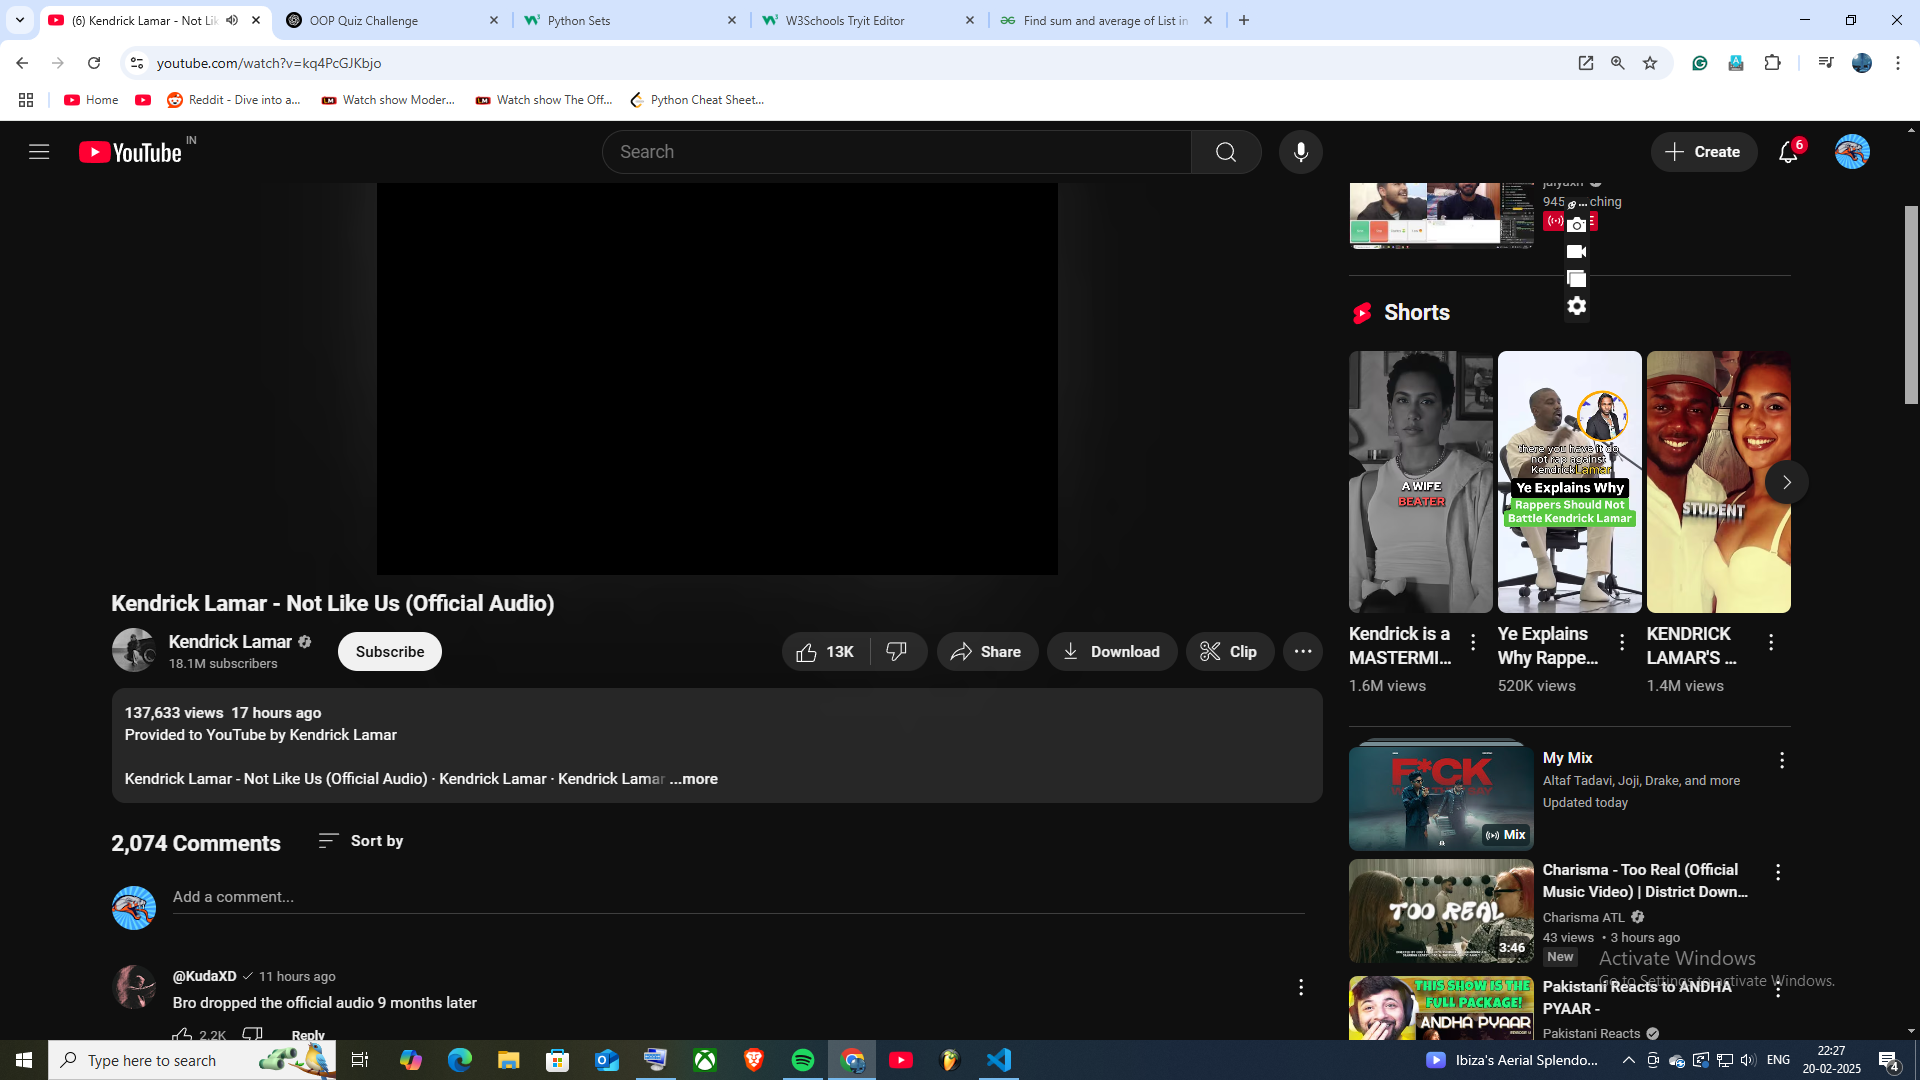 (6) Kendrick Lamar - Not Lik
OOP Quiz Challenge
Python Sets
W3Schools Tryit Editor
Find sum and average of List in
youtube.com/watch?v=kq4PcGJKbjo
Home
Reddit - Dive into a...
Watch show Moder...
Watch show The Off...
Python Cheat Sheet...
YouTube IN
Search
Create
6
945
ching
Shorts
A WIFE
BEATER
there you have it do
not rap against
Kendrick Lamar
Ye Explains Why
Rappers Should Not
Battle Kendrick Lamar
STUDENT
Kendrick is a
MASTERMI...
1.6M views
Ye Explains
Why Rappe...
520K views
KENDRICK
LAMAR'S ...
1.4M views
Kendrick Lamar - Not Like Us (Official Audio)
Kendrick Lamar
18.1M subscribers
Subscribe
13K
Share
Download
Clip
137,633 views 17 hours ago
Provided to YouTube by Kendrick Lamar
Kendrick Lamar - Not Like Us (Official Audio) · Kendrick Lamar · Kendrick Lamar ...more
2,074 Comments
Sort by
Add a comment...
@KudaXD
11 hours ago
Bro dropped the official audio 9 months later
2.2K
Reply
F*CK
Mix
My Mix
Altaf Tadavi, Joji, Drake, and more
Updated today
TOO REAL
3:46
Charisma - Too Real (Official
Music Video) | District Down...
Charisma ATL
43 views • 3 hours ago
New
Activate Windows
Go to Settings to activate Windows.
THIS SHOW IS THE
FULL PACKAGE!
ANDHA PYAAR
Pakistani Reacts to ANDHA
PYAAR -
Pakistani Reacts
Type here to search
Ibiza's Aerial Splendo...
ENG
22:27
20-02-2025
4